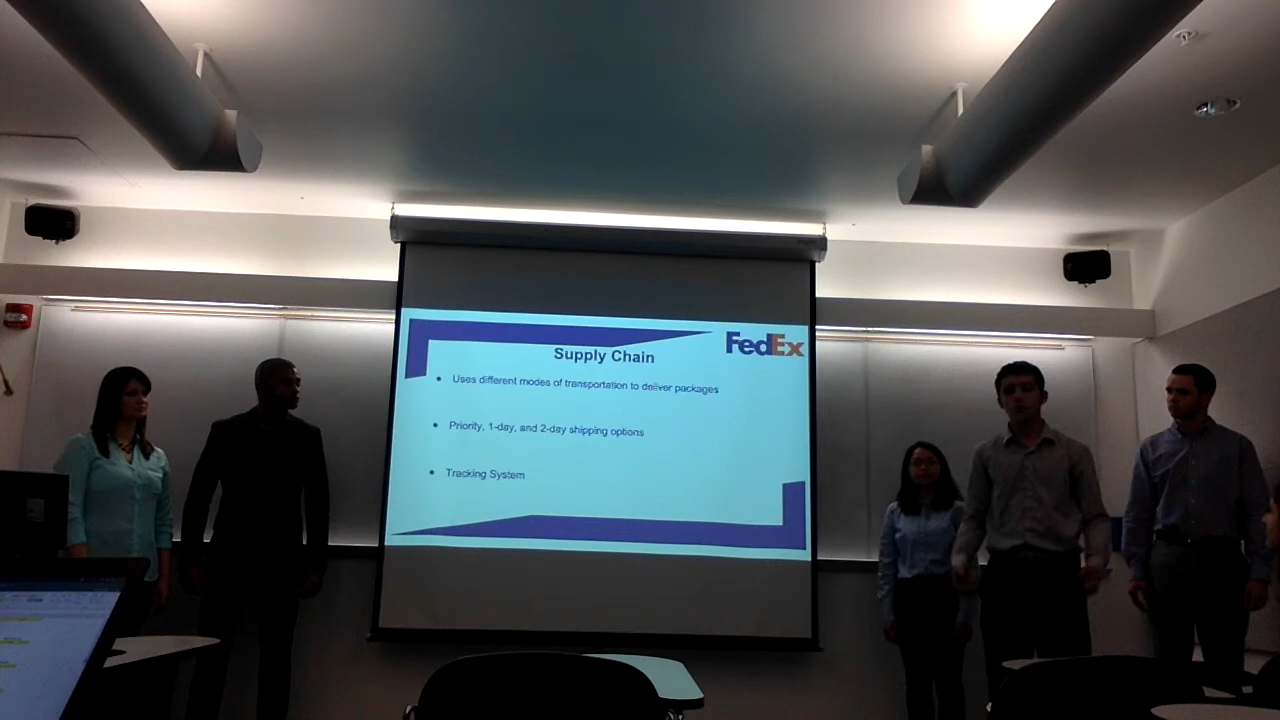 FedEx
Supply Chain
• Uses different modes of transportation to deliver packages
• Priority, 1-day, and 2-day shipping options
• Tracking System